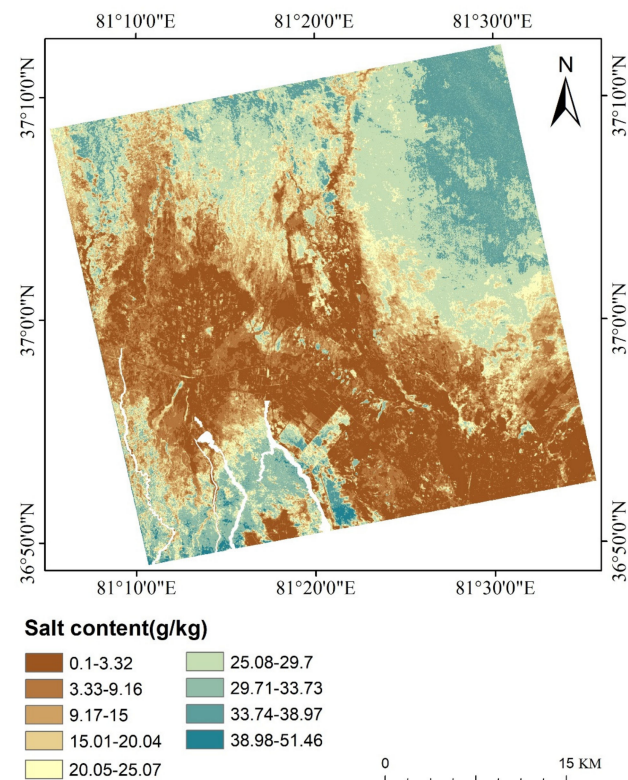 81°10'0"E 81°20'0"E 81°30'0"E
N
37°10'0"N 37°10'0"N
37°0'0"N 37°0'0"N
36°50'0"N 36°50'0"N
81°10'0"E 81°20'0"E 81°30'0"E
Salt content(g/kg)
0.1-3.32 25.08-29.7
3.33-9.16 29.71-33.73
9.17-15 33.74-38.97
15.01-20.04 38.98-51.46
20.05-25.07
0 15 KM